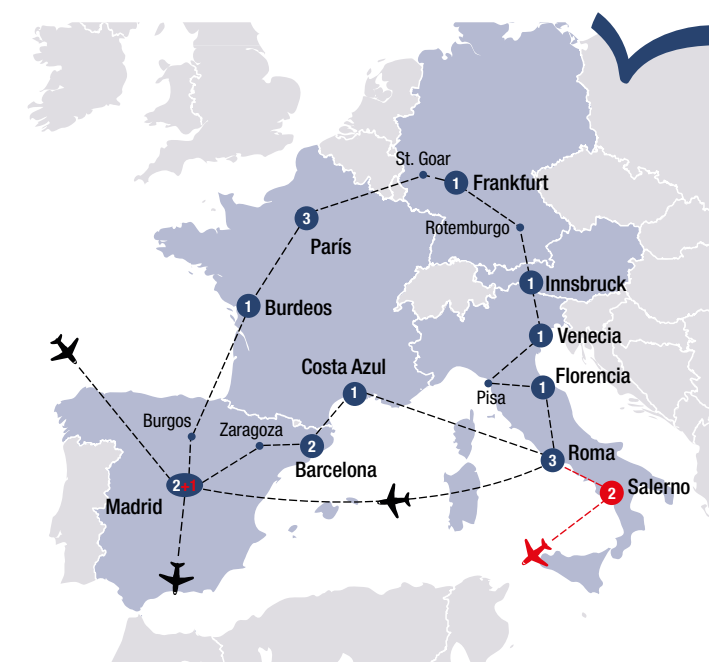 St. Goar
1 Frankfurt
3
París
Rotemburgo
1 Innsbruck
1 Burdeos
1 Venecia
Costa Azul
1
Florencia
1
Pisa
Burgos
Zaragoza
2
Barcelona
3 Roma
2+1
Madrid
Salerno
2